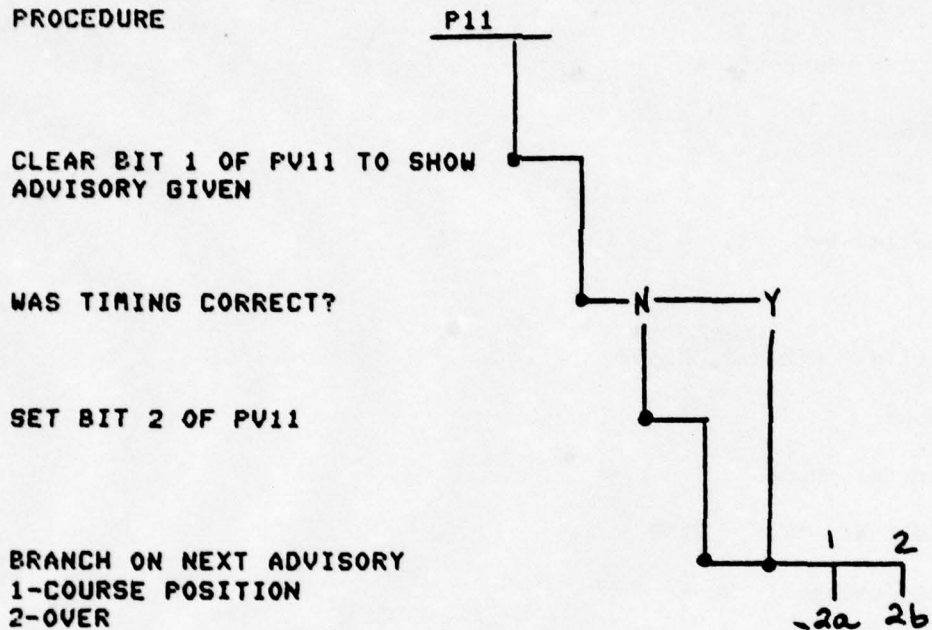 PROCEDURE P11
CLEAR BIT 1 OF PV11 TO SHOW
ADVISORY GIVEN
WAS TIMING CORRECT? N Y
SET BIT 2 OF PV11
BRANCH ON NEXT ADVISORY 1 2
1-COURSE POSITION
2-OVER 2a 2b